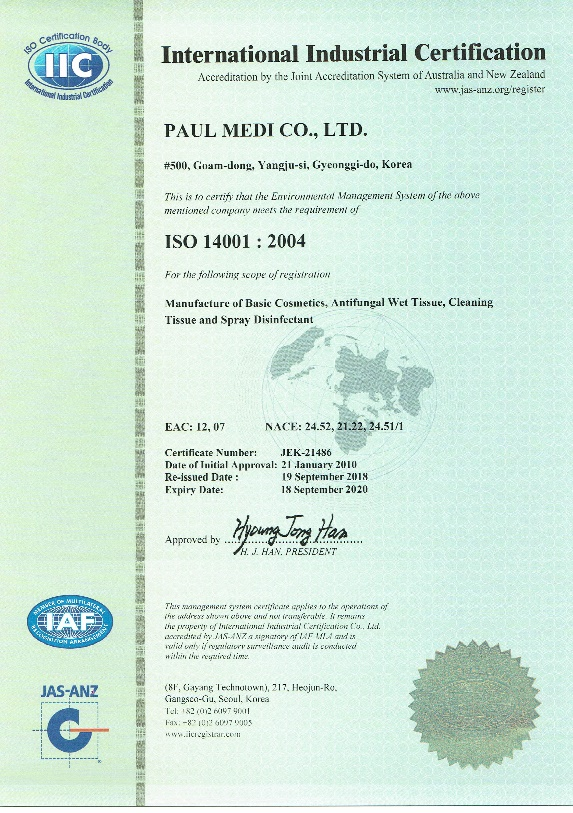 ISO Certification Body
IIC
International Industrial Certification
International Industrial Certification
Accreditation by the Joint Accreditation System of Australia and New Zealand
www.jas-anz.org/register
PAUL MEDI CO., LTD.
#500, Goam-dong, Yangju-si, Gyeonggi-do, Korea
This is to certify that the Environmental Management System of the above
mentioned company meets the requirement of
ISO 14001 : 2004
For the following scope of registration
Manufacture of Basic Cosmetics, Antifungal Wet Tissue, Cleaning
Tissue and Spray Disinfectant
EAC: 12, 07 NACE: 24.52, 21.22, 24.51/1
Certificate Number: JEK-21486
Date of Initial Approval: 21 January 2010
Re-issued Date : 19 September 2018
Expiry Date: 18 September 2020
Hyoung Jong Han
Approved by
H. J. HAN, PRESIDENT
MEMBER OF MULTILATERAL
IAF
RECOGNITION ARRANGEMENT
This management system certificate applies to the operations of
the address shown above and not transferable. It remains
the property of International Industrial Certification Co., Ltd.
accredited by JAS-ANZ a signatory of IAF MLA and is
valid only if regulatory surveillance audit is conducted
within the required time.
JAS-ANZ
(8F, Gayang Technotown), 217, Heojun-Ro,
Gangseo-Gu, Seoul, Korea
Tel: +82 (0)2 6097 9001
Fax: +82 (0)2 6097 9005
www.iicregistrar.com